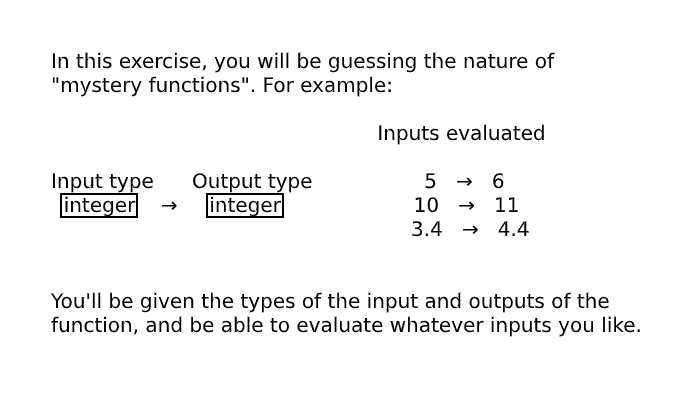 In this exercise, you will be guessing the nature of
"mystery functions". For example:
Inputs evaluated
Input type Output type 5 → 6
integer → integer 10 → 11
3.4 → 4.4
You'll be given the types of the input and outputs of the
function, and be able to evaluate whatever inputs you like.